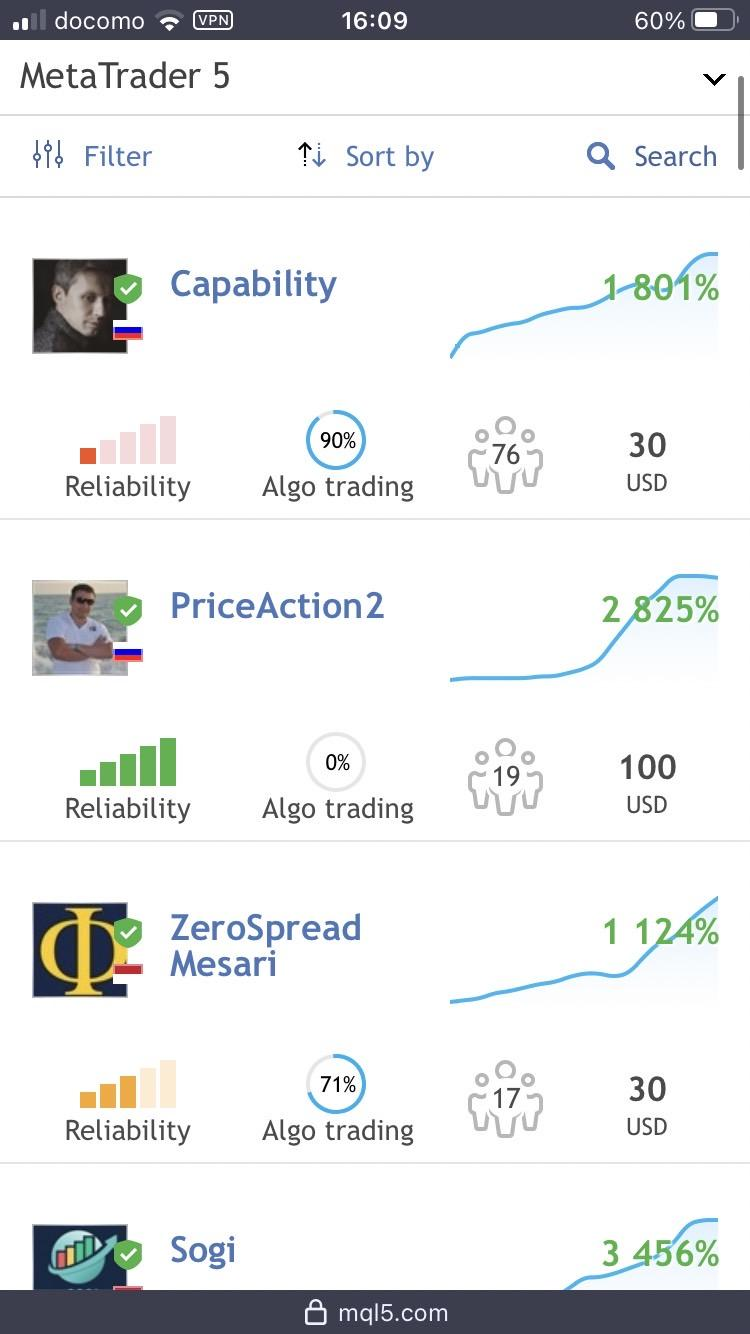 docomo VPN 16:09 60%
MetaTrader 5
Filter Sort by Search
Capability 1 801%
90% 76 30
Reliability Algo trading USD
PriceAction2 2 825%
0% 19 100
Reliability Algo trading USD
ZeroSpread 1 124%
Mesari
71% 17 30
Reliability Algo trading USD
Sogi 3 456%
mql5.com